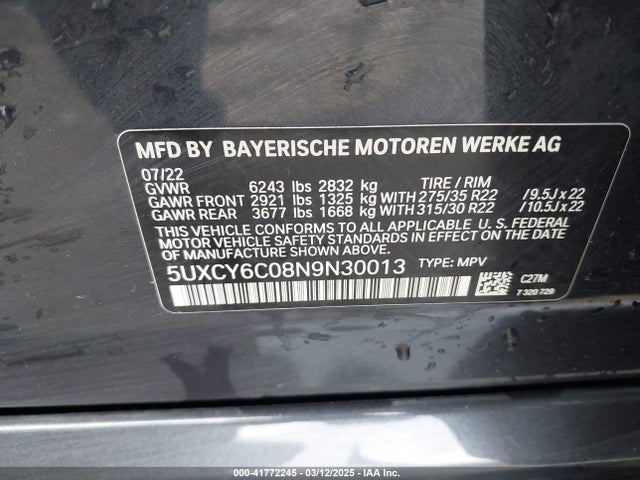 MFD BY BAYERISCHE MOTOREN WERKE AG
07/22
GVWR 6243 lbs 2832 kg TIRE / RIM
GAWR FRONT 2921 lbs 1325 kg WITH 275/35 R22 /9.5J x 22
GAWR REAR 3677 lbs 1668 kg WITH 315/30 R22 /10.5J x 22
THIS VEHICLE CONFORMS TO ALL APPLICABLE U. S. FEDERAL
MOTOR VEHICLE SAFETY STANDARDS IN EFFECT ON THE DATE
OF MANUFACTURE SHOWN ABOVE.
5UXCY6C08N9N30013 TYPE: MPV
C27M
7 320 729
000-41772245 - 03/12/2025 - IAA Inc.